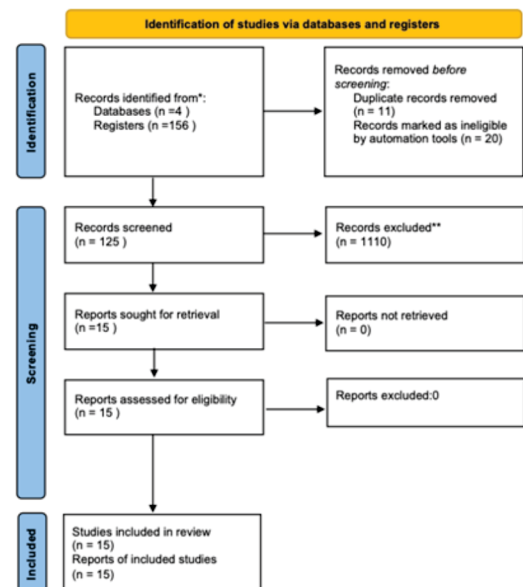 Identification of studies via databases and registers
Identification
Records identified from*:
Databases (n =4 )
Registers (n =156 )
Records removed before
screening:
Duplicate records removed
(n = 11)
Records marked as ineligible
by automation tools (n = 20)
Screening
Records screened
(n = 125 )
Records excluded**
(n = 1110)
Reports sought for retrieval
(n =15 )
Reports not retrieved
(n = 0)
Reports assessed for eligibility
(n = 15 )
Reports excluded:0
Included
Studies included in review
(n = 15)
Reports of included studies
(n = 15)